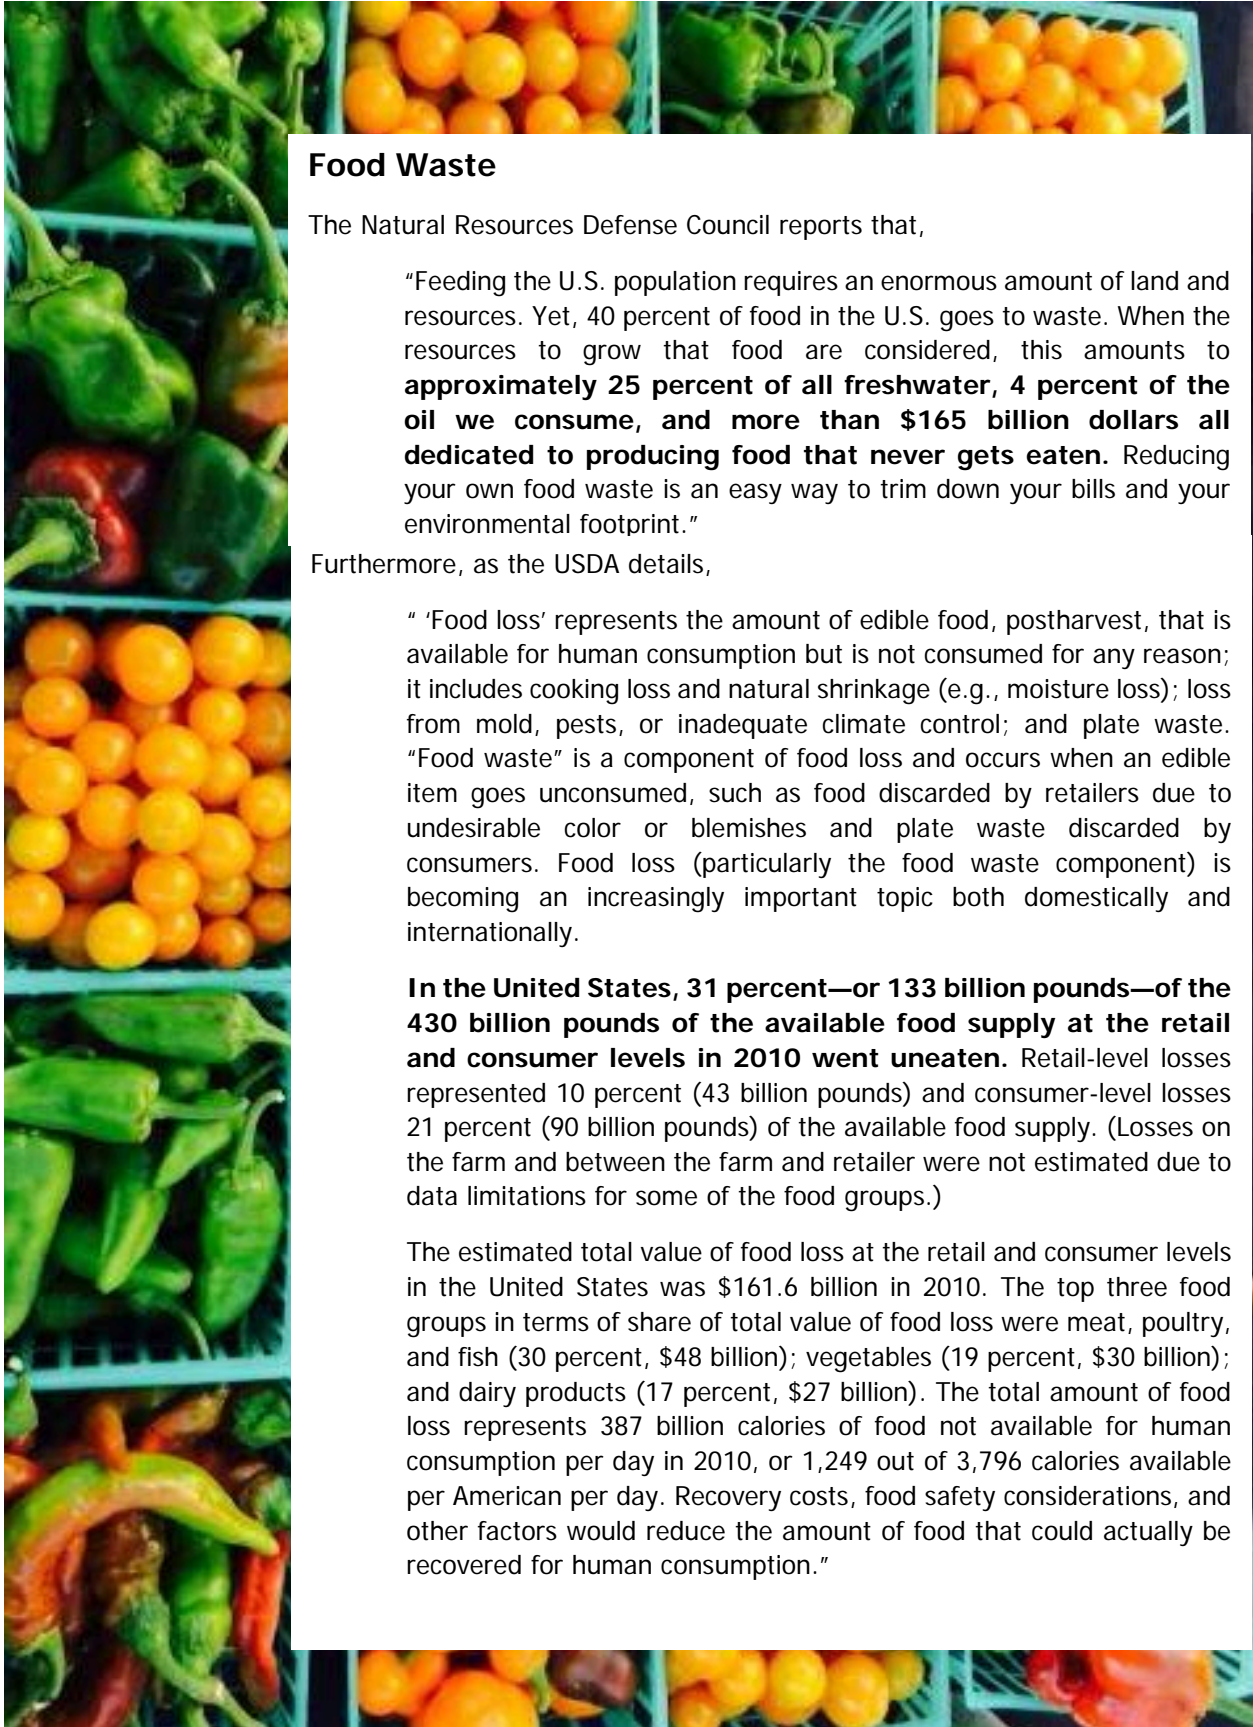 Food Waste
The Natural Resources Defense Council reports that,
“Feeding the U.S. population requires an enormous amount of land and
resources. Yet, 40 percent of food in the U.S. goes to waste. When the
resources to grow that food are considered, this amounts to
approximately 25 percent of all freshwater, 4 percent of the
oil we consume, and more than $165 billion dollars all
dedicated to producing food that never gets eaten. Reducing
your own food waste is an easy way to trim down your bills and your
environmental footprint.”
Furthermore, as the USDA details,
“ ‘Food loss’ represents the amount of edible food, postharvest, that is
available for human consumption but is not consumed for any reason;
it includes cooking loss and natural shrinkage (e.g., moisture loss); loss
from mold, pests, or inadequate climate control; and plate waste.
“Food waste” is a component of food loss and occurs when an edible
item goes unconsumed, such as food discarded by retailers due to
undesirable color or blemishes and plate waste discarded by
consumers. Food loss (particularly the food waste component) is
becoming an increasingly important topic both domestically and
internationally.
In the United States, 31 percent—or 133 billion pounds—of the
430 billion pounds of the available food supply at the retail
and consumer levels in 2010 went uneaten. Retail-level losses
represented 10 percent (43 billion pounds) and consumer-level losses
21 percent (90 billion pounds) of the available food supply. (Losses on
the farm and between the farm and retailer were not estimated due to
data limitations for some of the food groups.)
The estimated total value of food loss at the retail and consumer levels
in the United States was $161.6 billion in 2010. The top three food
groups in terms of share of total value of food loss were meat, poultry,
and fish (30 percent, $48 billion); vegetables (19 percent, $30 billion);
and dairy products (17 percent, $27 billion). The total amount of food
loss represents 387 billion calories of food not available for human
consumption per day in 2010, or 1,249 out of 3,796 calories available
per American per day. Recovery costs, food safety considerations, and
other factors would reduce the amount of food that could actually be
recovered for human consumption.”